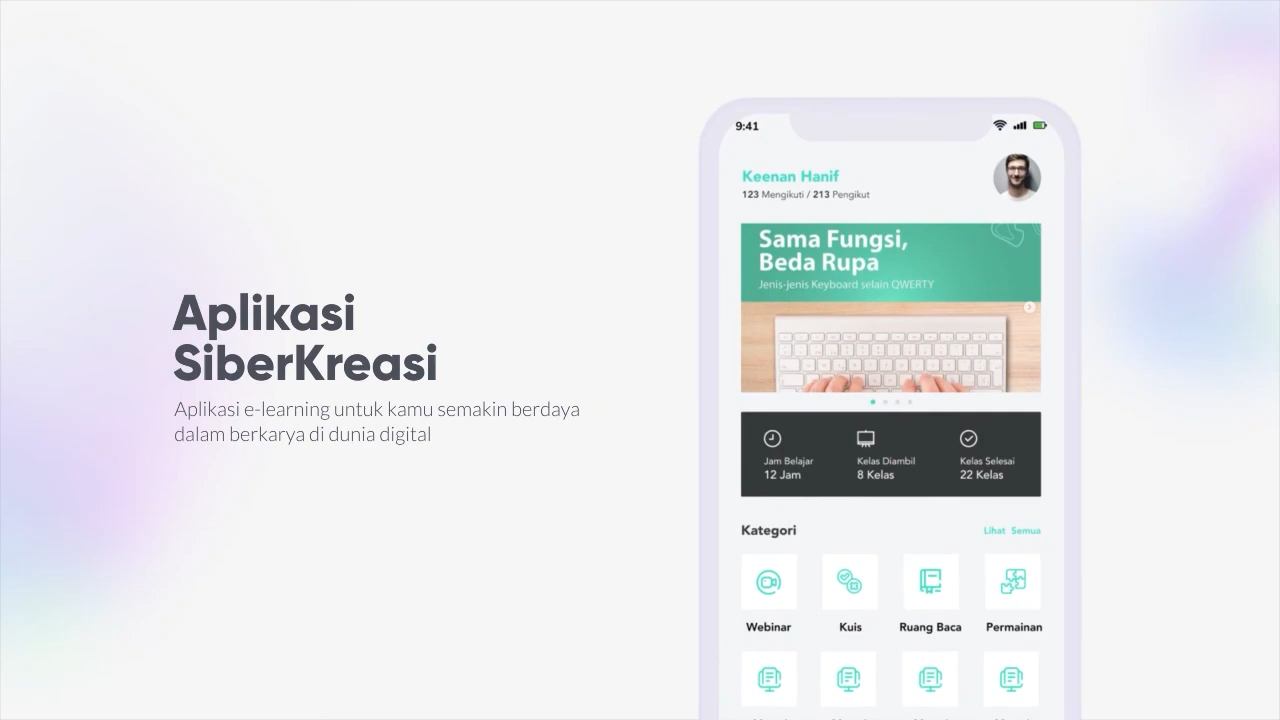 Aplikasi
SiberKreasi
Aplikasi e-learning untuk kamu semakin berdaya
dalam berkarya di dunia digital
9:41
Keenan Hanif
123 Mengikuti / 213 Pengikut
Sama Fungsi,
Beda Rupa
Jenis-jenis Keyboard selain QWERTY
Jam Belajar
12 Jam
Kelas Diambil
8 Kelas
Kelas Selesai
22 Kelas
Kategori
Lihat Semua
Webinar
Kuis
Ruang Baca
Permainan